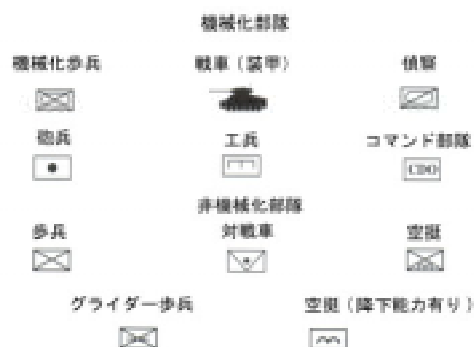 機械化部隊
機械化歩兵 戦車（装甲） 偵察
砲兵 工兵 コマンド部隊
CDO
非機械化部隊
歩兵 対戦車 空挺
グライダー歩兵 空挺（降下能力有り）